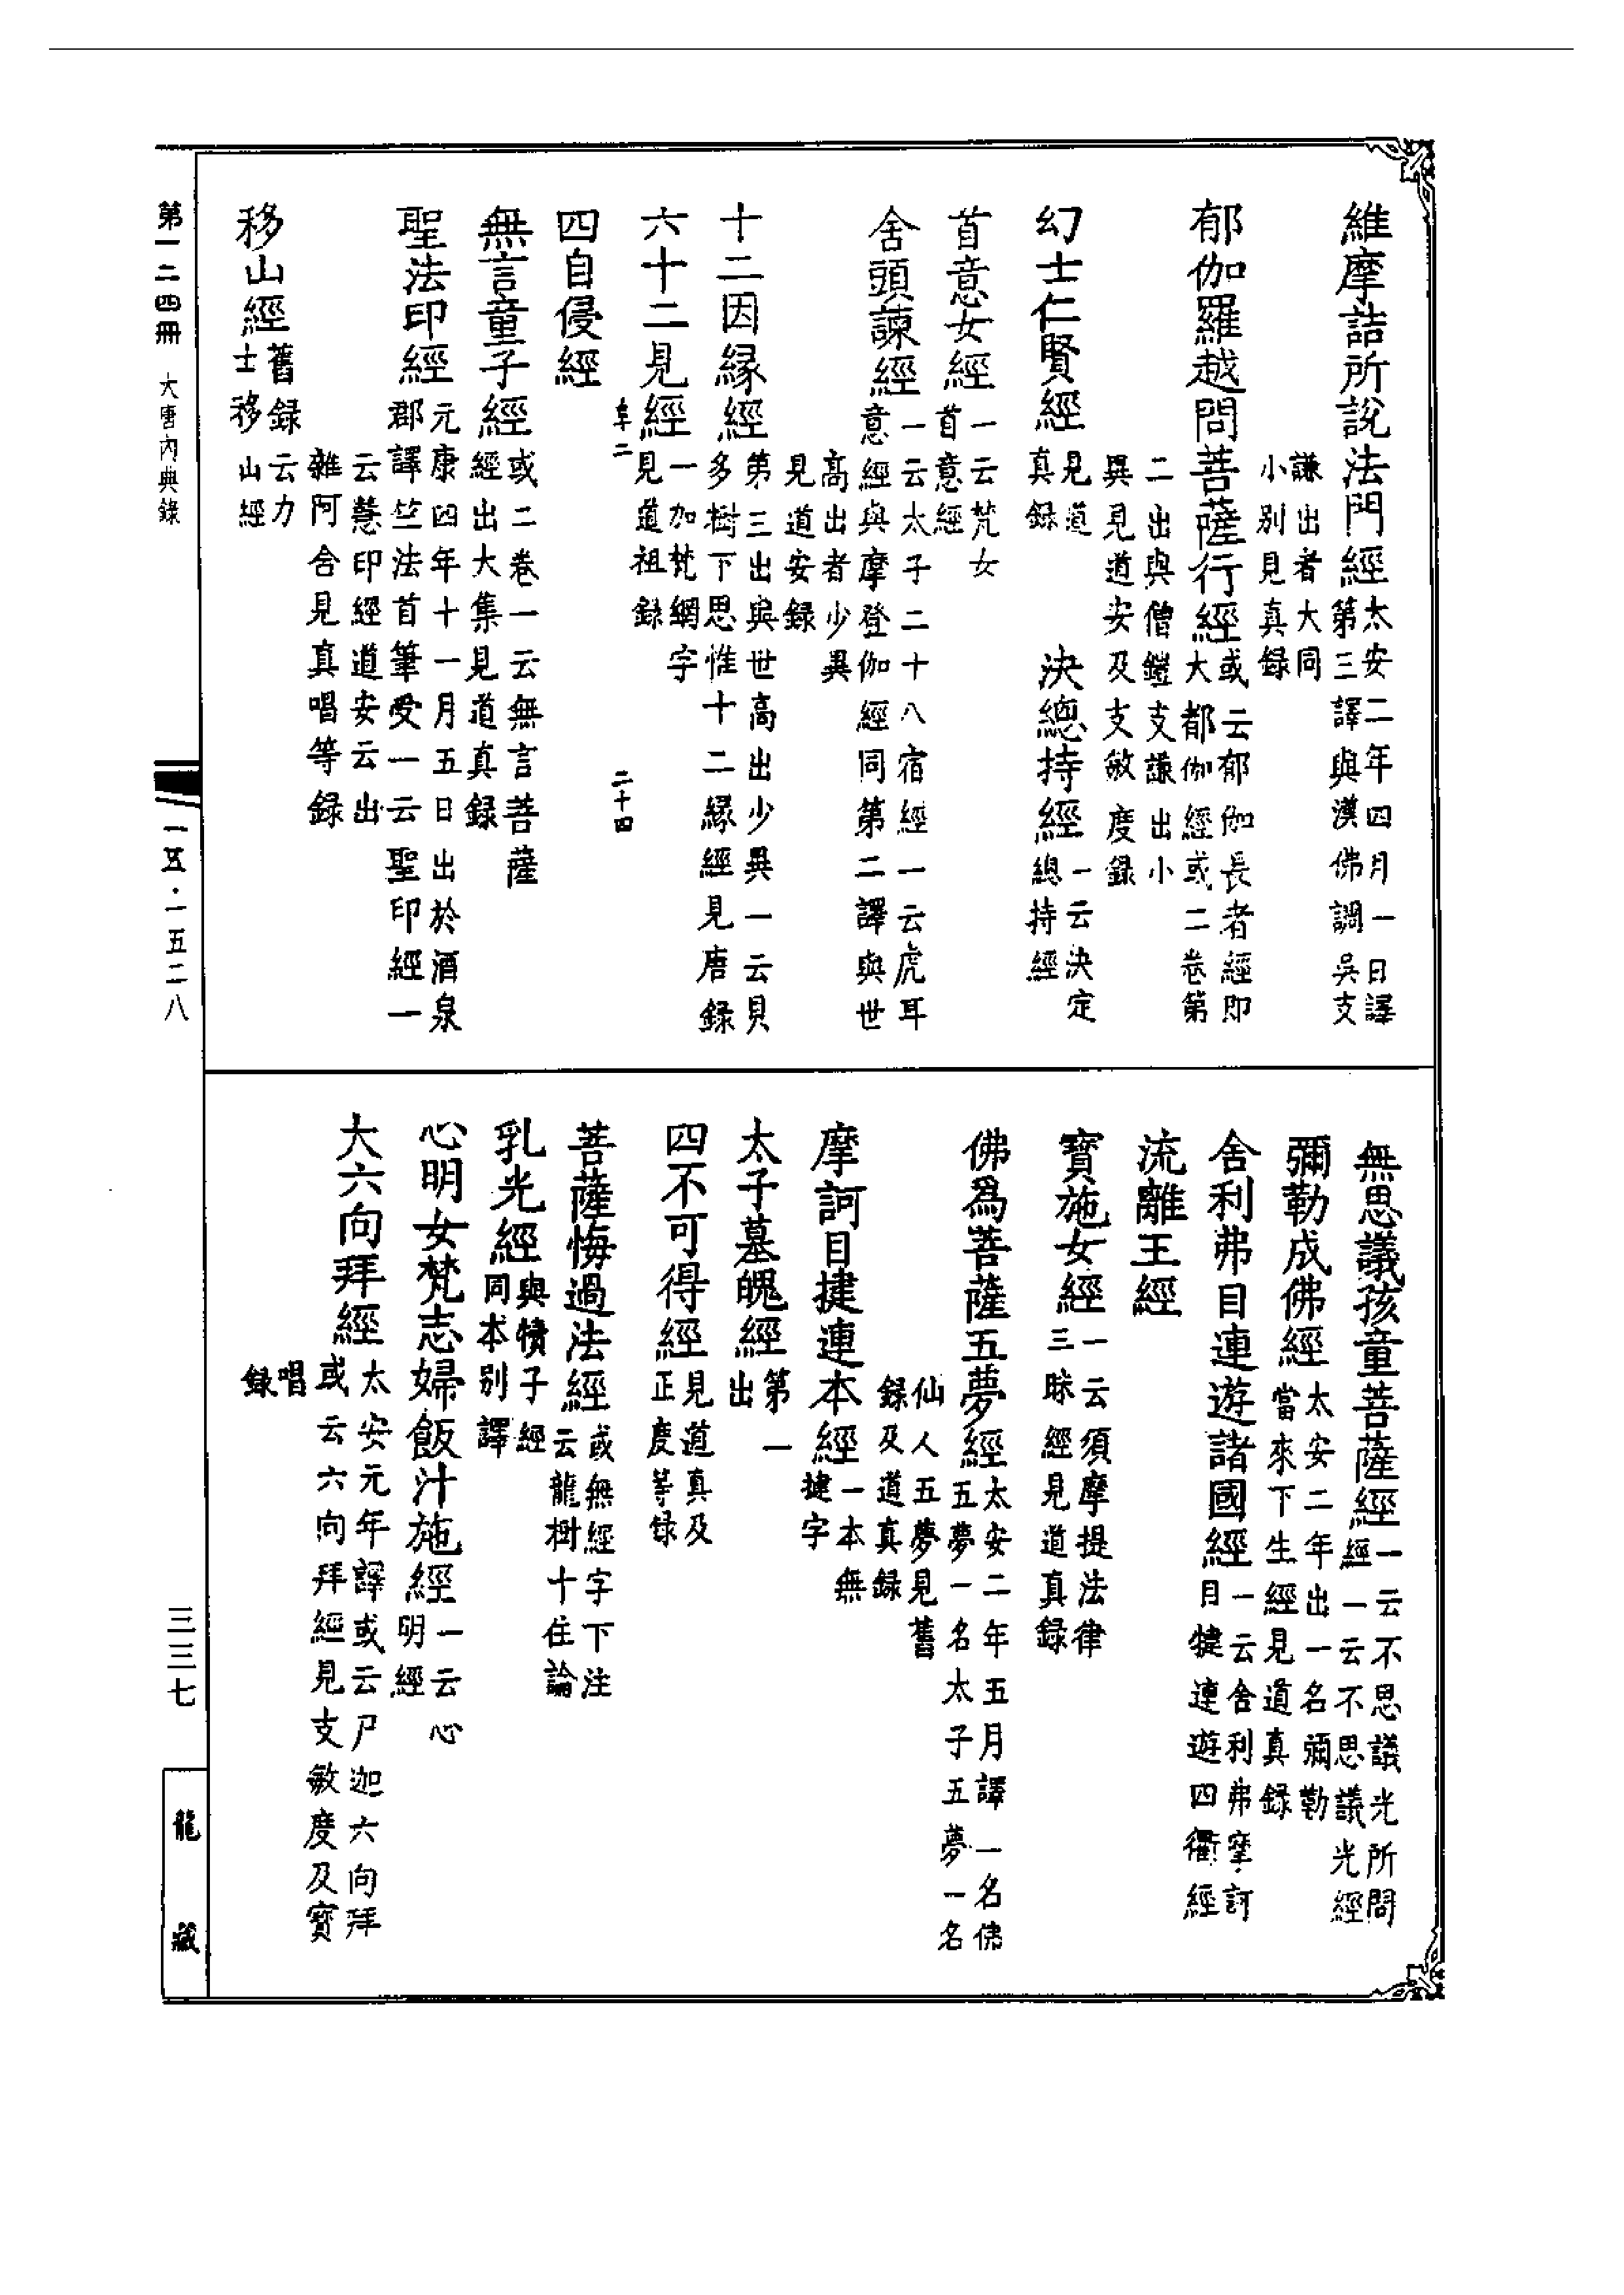 維摩詰所說法門經太安二年四月一日譯
第三譯與漢佛調吳支
謙出者大同
小別見真録
郁伽羅越問菩薩行經或云郁伽長者經即
大都伽經或二卷第
二出與僧鎧支謙出小
異見道安及支敏度録
幻士仁賢經見道
真録
決總持經一云決定
總持經
首意女經一云梵女
首意經
舍頭諫經一云太子二十八宿經一云虎耳
意經與摩登伽經同第二譯與世
高出者少異
見道安録
十二因縁經第三出與世高出少異一云貝
多樹下思惟十二縁經見唐録
六十二見經一加梵網字
見道祖録
阜二
二十四
四自侵經
無言童子經或二卷一云無言菩薩
經出大集見道真録
聖法印經元康四年十一月五日出於酒泉
郡譯竺法首筆受一云聖印經一
云慧印經道安云出
雜阿含見真唱等録
移山經舊録云力
士移山經
無思議孩童菩薩經一云不思議光所問
經一云不思議光經
彌勒成佛經太安二年出一名彌勒
當來下生經見道真録
舍利弗目連遊諸國經一云舍利弗摩訶
目犍連遊四衢經
流離王經
寶施女經一云須摩提法律
三昧經見道真録
佛爲菩薩五夢經太安二年五月譯一名佛
五夢一名太子五夢一名
仙人五夢見舊
録及道真録
摩訶目揵連本經一本無
揵字
太子墓魄經第一
出
四不可得經見道真及
正度等録
菩薩悔過法經或無經字下注
云龍樹十住論
乳光經與犢子經
同本别譯
心明女梵志婦飯汁施經一云心
明經
大六向拜經太安元年譯或云尸迦六向拜
或云六向拜經見支敏度及寶
唱
録
第一二四冊 大唐內典錄
一五·一五二八
三三七
龍藏